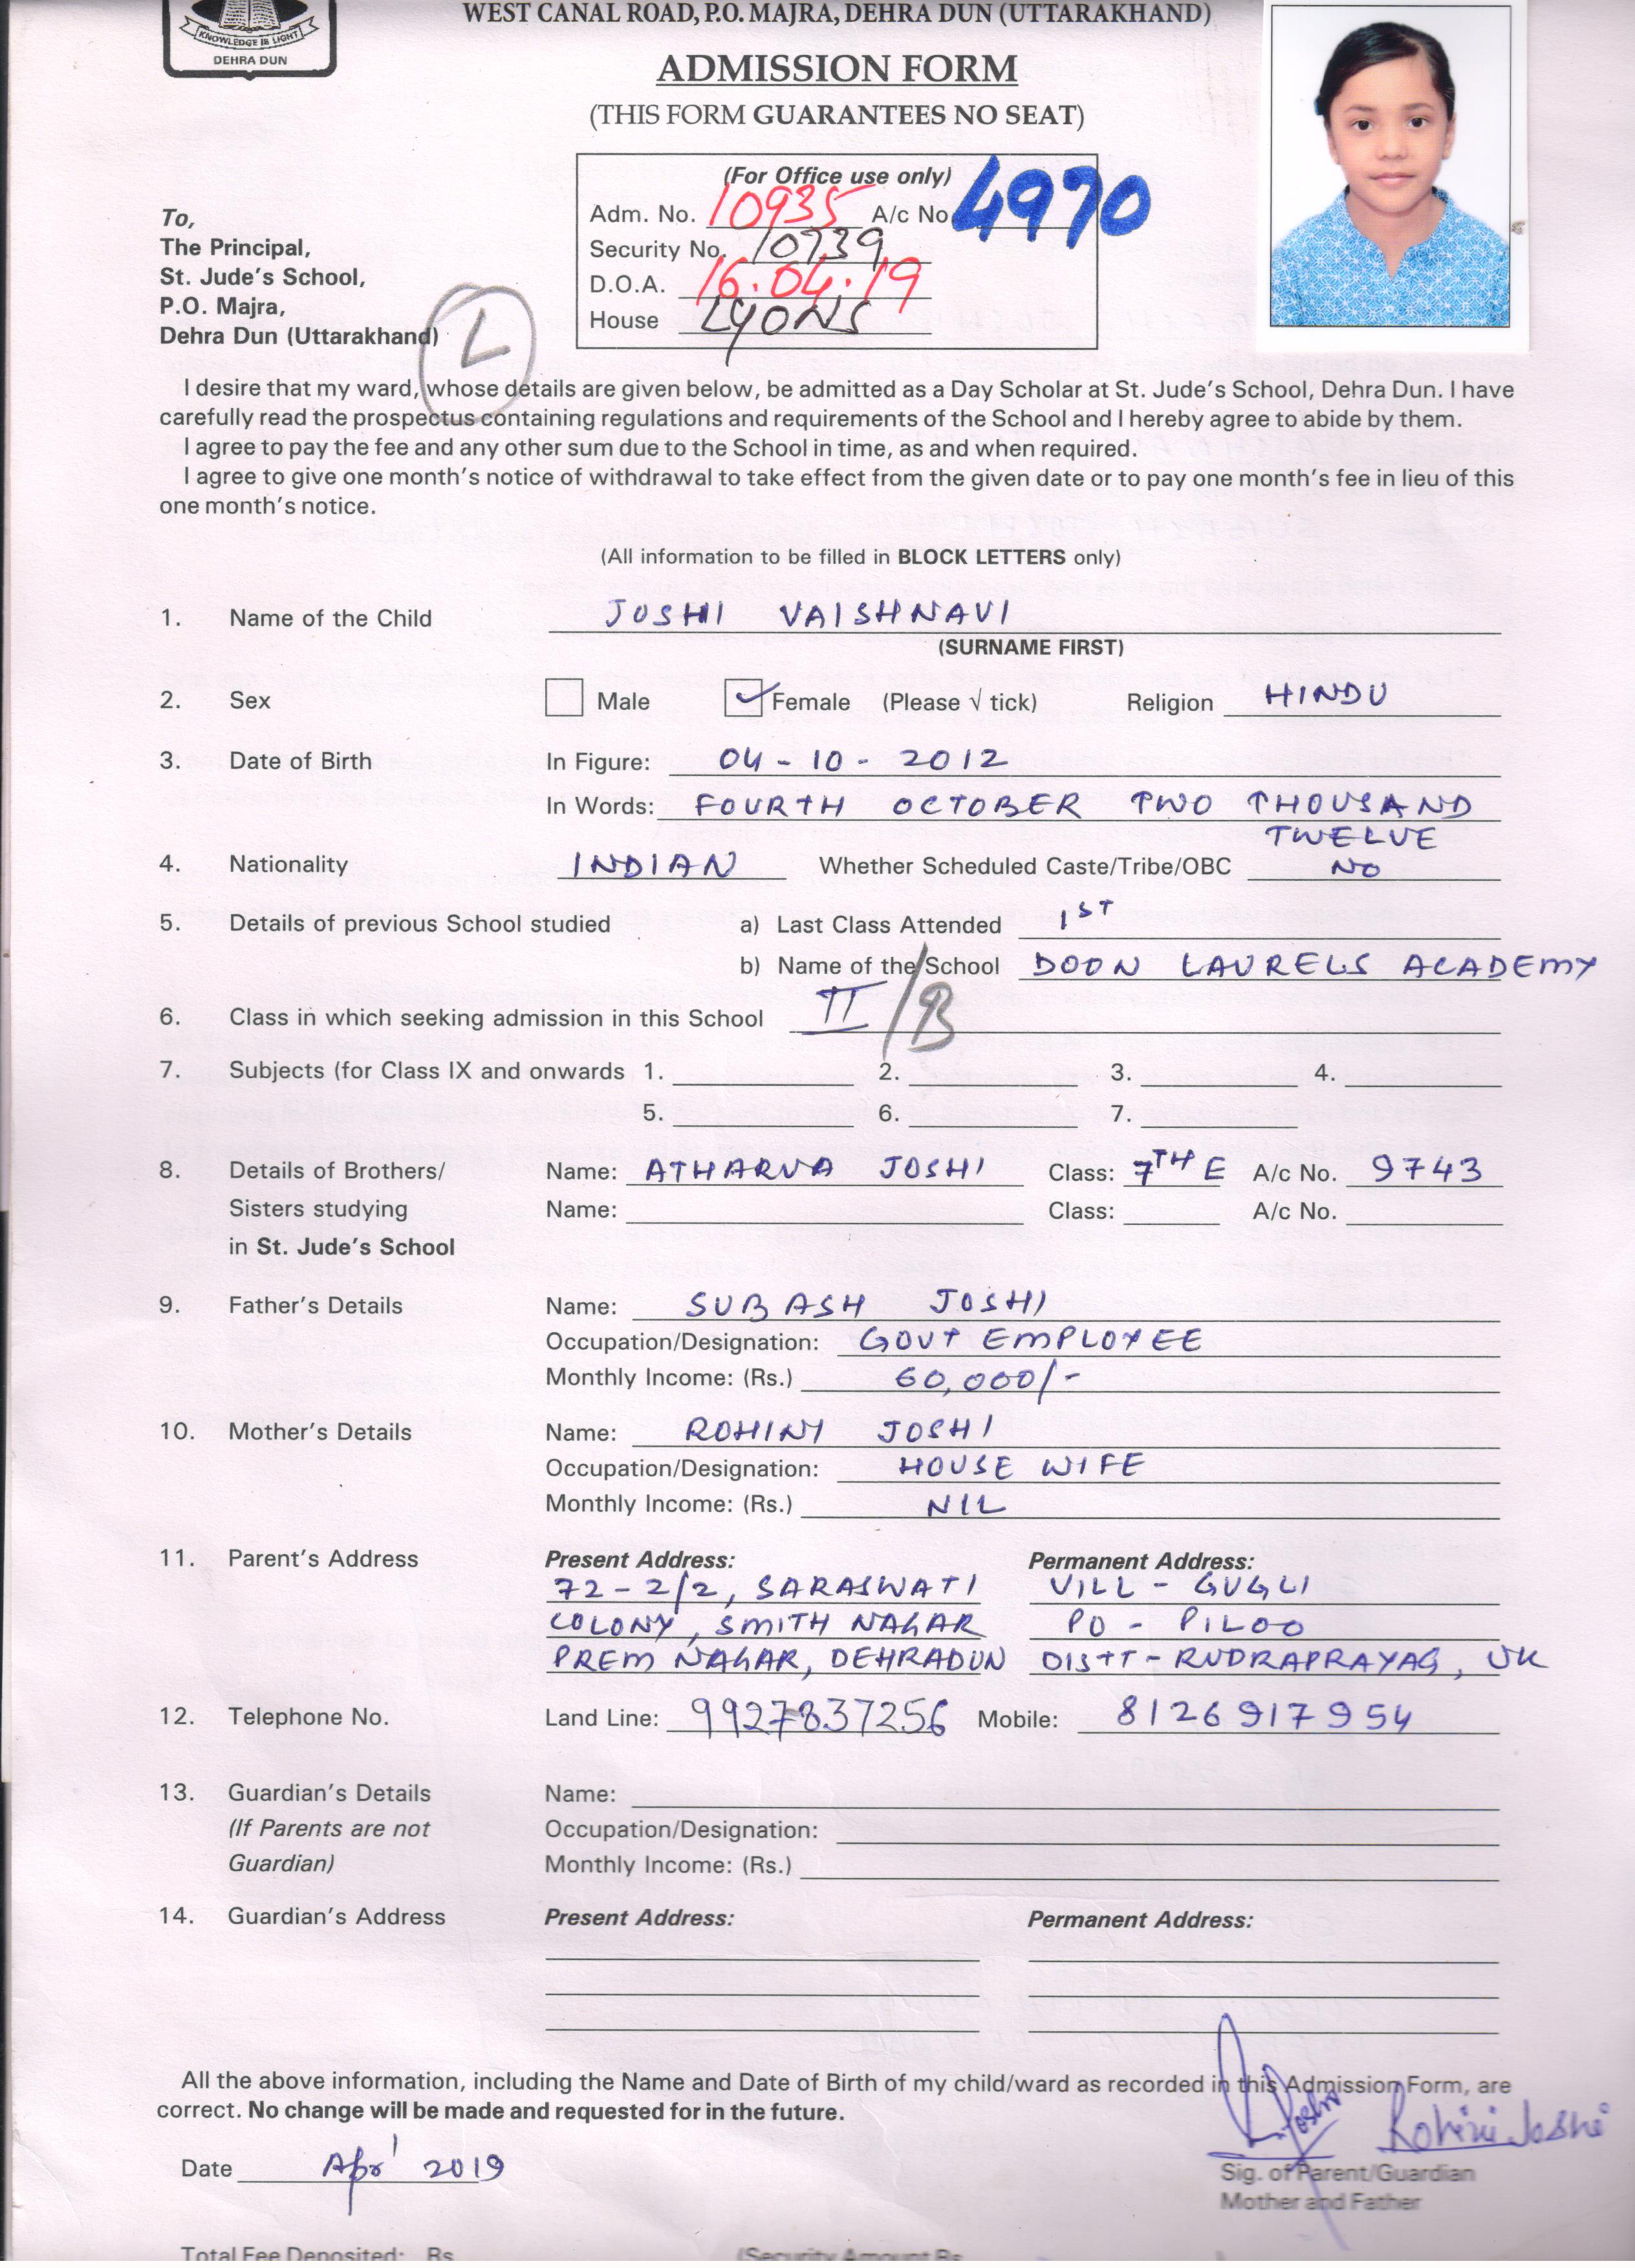 KNOWLEDGE IS LIGHT
DEHRA DUN
WEST CANAL ROAD, P.O. MAJRA, DEHRA DUN (UTTARAKHAND)
ADMISSION FORM
(THIS FORM GUARANTEES NO SEAT)
(For Office use only)
Adm. No. 10935 A/c No 4970
Security No. 10739
D.O.A. 16.04.19
House LYONS
To,
The Principal,
St. Jude's School,
P.O. Majra,
Dehra Dun (Uttarakhand)
L
I desire that my ward, whose details are given below, be admitted as a Day Scholar at St. Jude's School, Dehra Dun. I have
carefully read the prospectus containing regulations and requirements of the School and I hereby agree to abide by them.
I agree to pay the fee and any other sum due to the School in time, as and when required.
I agree to give one month's notice of withdrawal to take effect from the given date or to pay one month's fee in lieu of this
one month's notice.
(All information to be filled in BLOCK LETTERS only)
1. Name of the Child JOSHI VAISHNAVI
(SURNAME FIRST)
2. Sex Male ✓ Female (Please √ tick) Religion HINDU
3. Date of Birth In Figure: 04-10-2012
In Words: FOURTH OCTOBER TWO THOUSAND
TWELVE
4. Nationality INDIAN Whether Scheduled Caste/Tribe/OBC NO
5. Details of previous School studied a) Last Class Attended 1ST
b) Name of the School DOON LAURELS ACADEMY
6. Class in which seeking admission in this School II/B
7. Subjects (for Class IX and onwards 1. 2. 3. 4.
5. 6. 7.
8. Details of Brothers/ Name: ATHARVA JOSHI Class: 7TH E A/c No. 9743
Sisters studying Name: Class: A/c No.
in St. Jude's School
9. Father's Details Name: SUBASH JOSHI
Occupation/Designation: GOVT EMPLOYEE
Monthly Income: (Rs.) 60,000/-
10. Mother's Details Name: ROHINI JOSHI
Occupation/Designation: HOUSE WIFE
Monthly Income: (Rs.) NIL
11. Parent's Address Present Address: Permanent Address:
72-2/2, SARASWATI VILL - GUGLI
COLONY, SMITH NAGAR PO - PILOO
PREM NAGAR, DEHRADUN DISTT - RUDRAPRAYAG, UK
12. Telephone No. Land Line: 9927837256 Mobile: 8126917954
13. Guardian's Details Name:
(If Parents are not Occupation/Designation:
Guardian) Monthly Income: (Rs.)
14. Guardian's Address Present Address: Permanent Address:
All the above information, including the Name and Date of Birth of my child/ward as recorded in this Admission Form, are
correct. No change will be made and requested for in the future.
Joshi Rohini Joshi
Date Apr' 2019
Sig. of Parent/Guardian
Mother and Father
Total Fee Deposited: Rs. (Security Amount Rs.